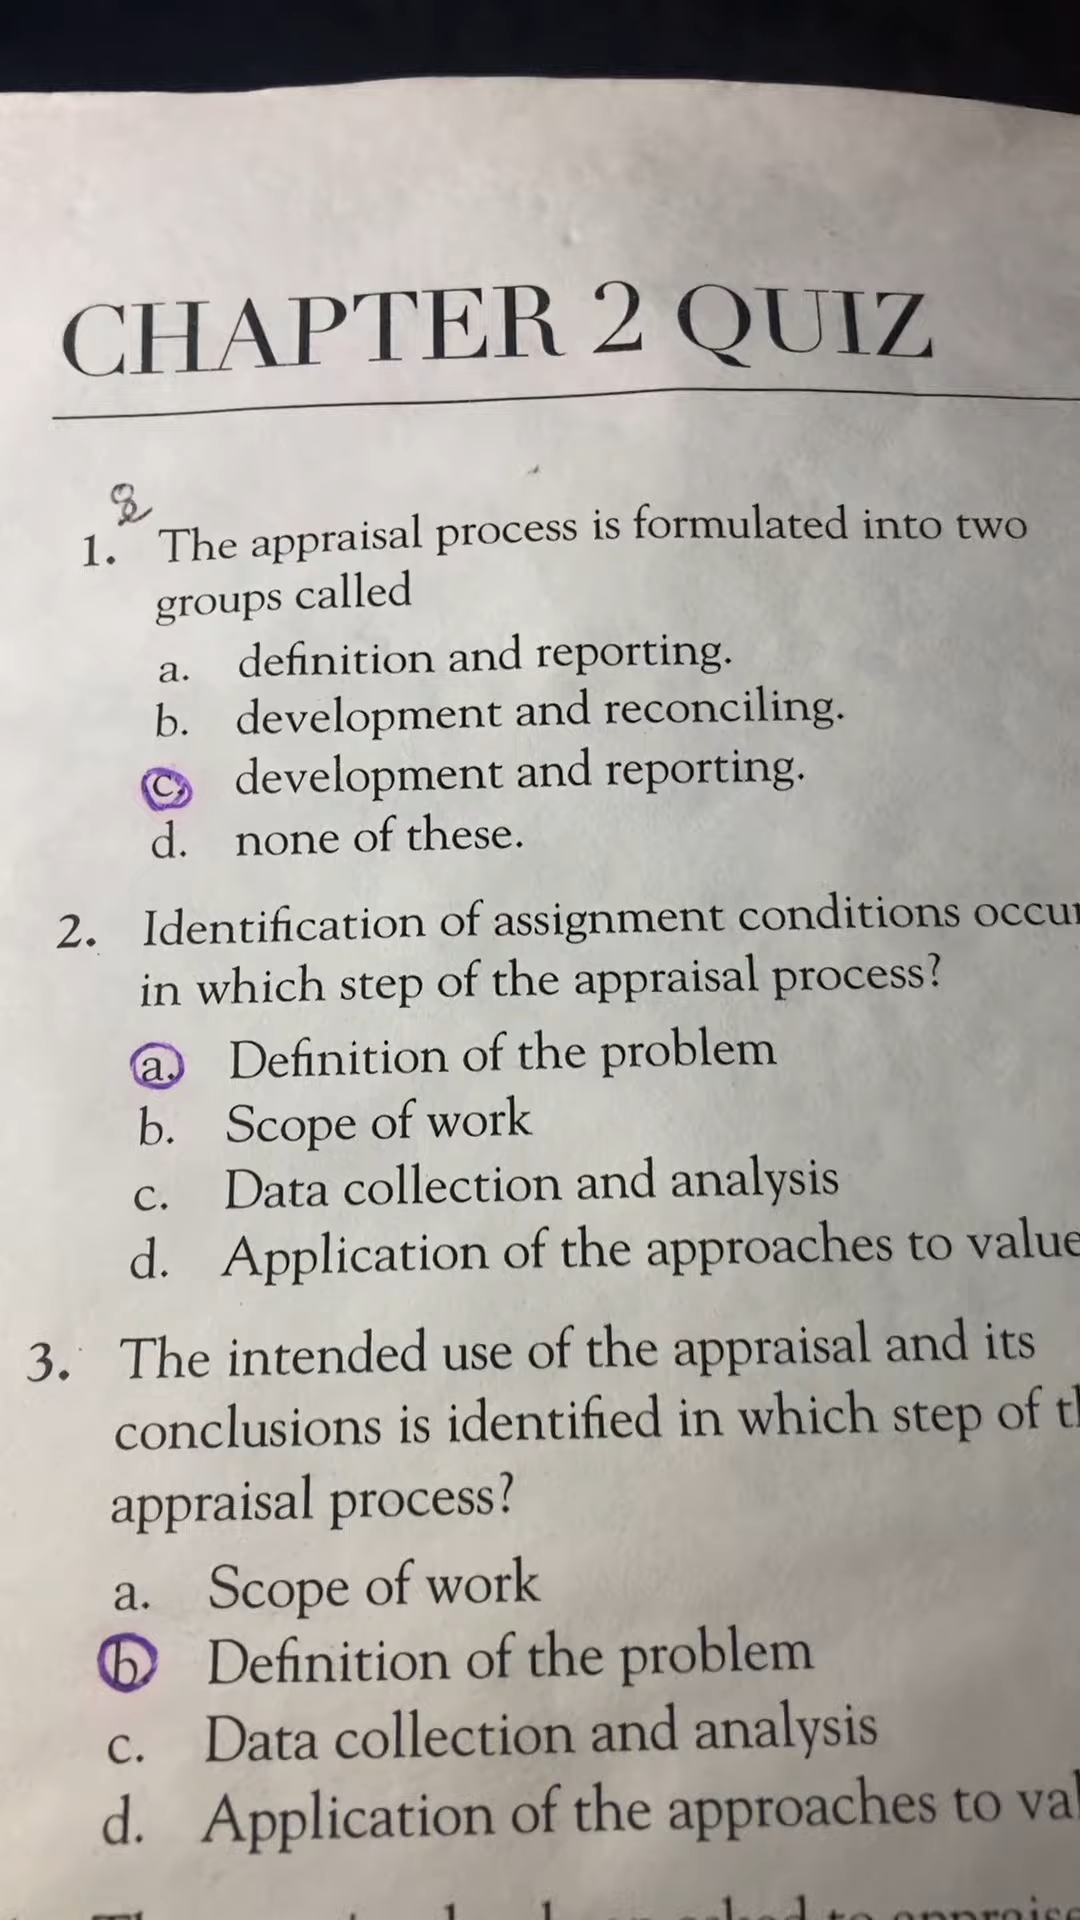 CHAPTER 2 QUIZ
1. The appraisal process is formulated into two
groups called
a. definition and reporting.
b. development and reconciling.
c. development and reporting.
d. none of these.
2. Identification of assignment conditions occur
in which step of the appraisal process?
a. Definition of the problem
b. Scope of work
c. Data collection and analysis
d. Application of the approaches to value
3. The intended use of the appraisal and its
conclusions is identified in which step of th
appraisal process?
a. Scope of work
b Definition of the problem
c. Data collection and analysis
d. Application of the approaches to val